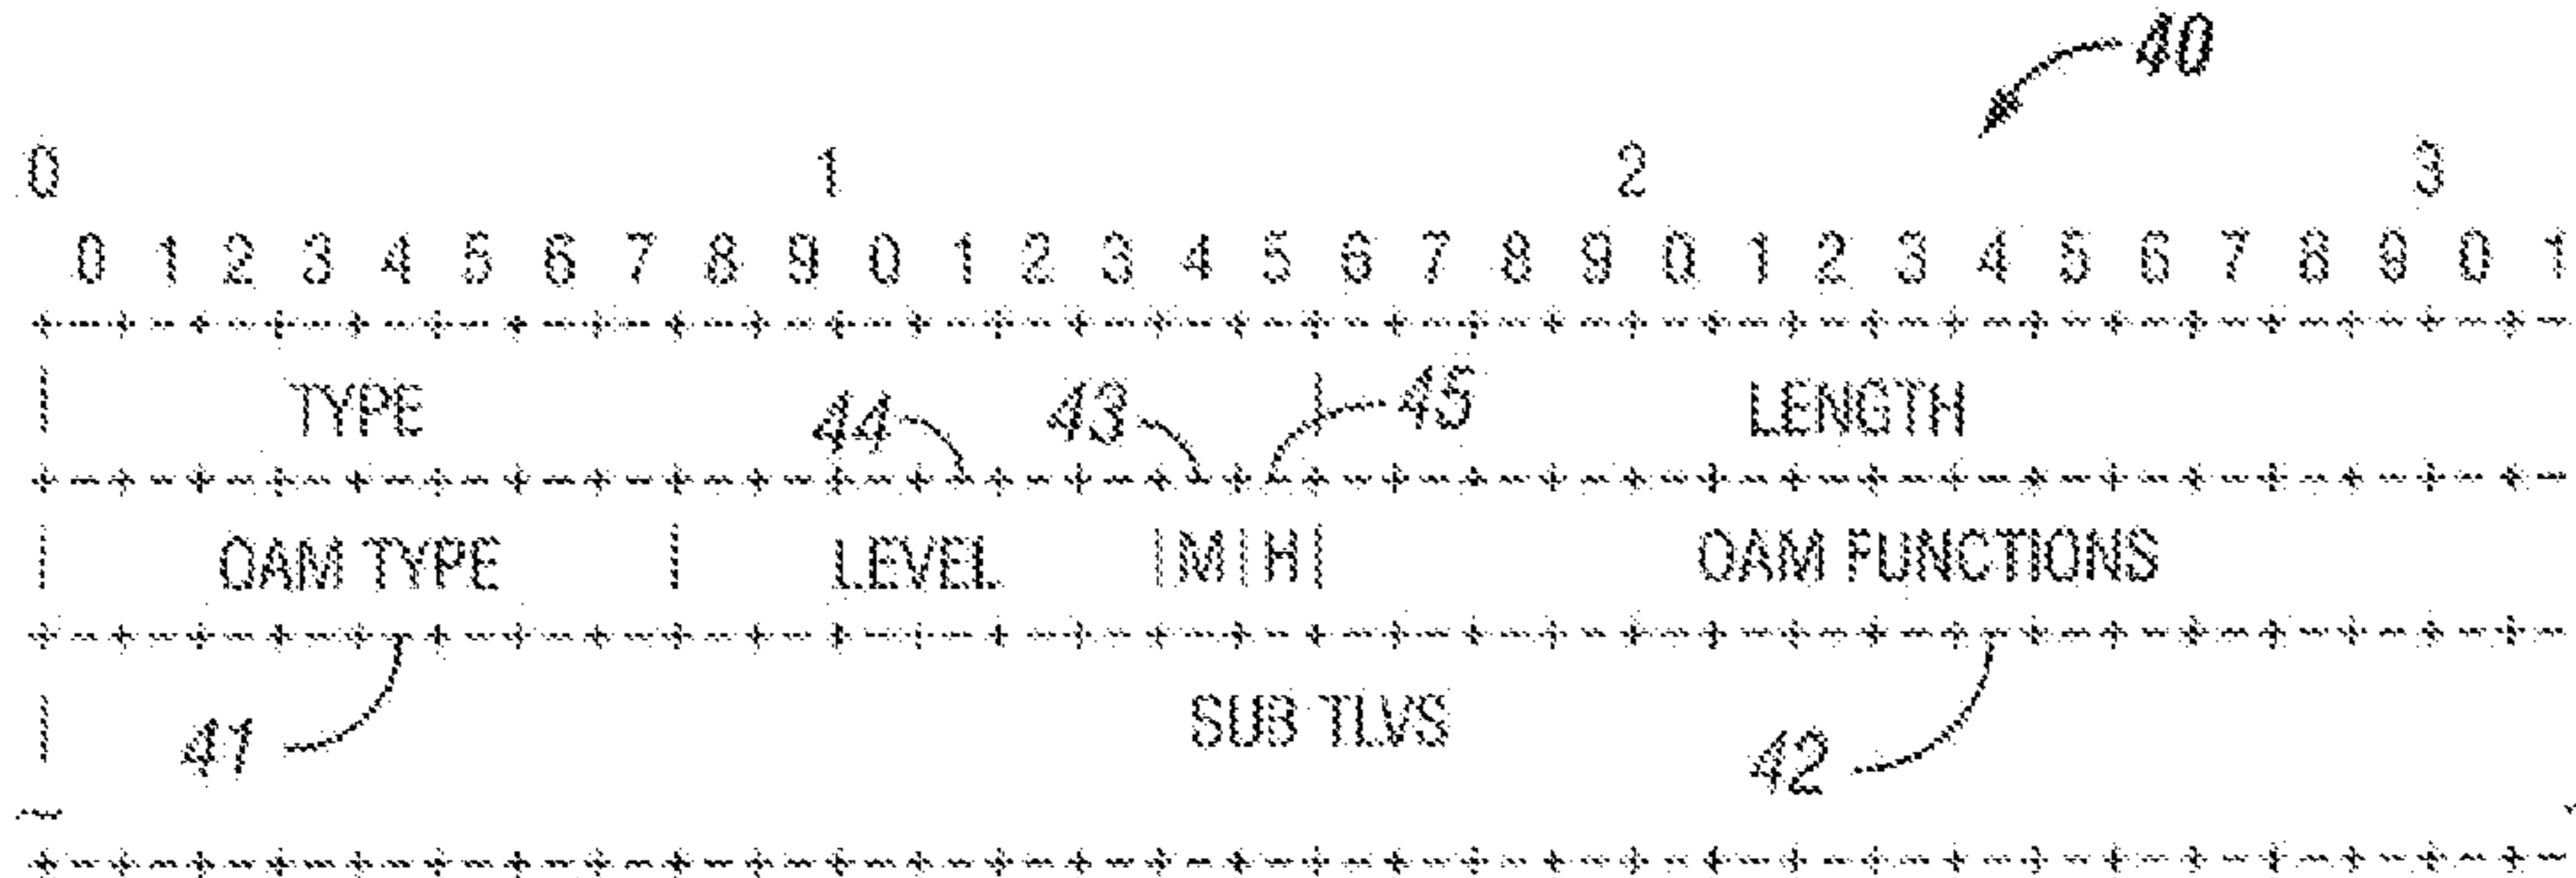 40
0 1 2 3
0 1 2 3 4 5 6 7 8 9 0 1 2 3 4 5 6 7 8 9 0 1 2 3 4 5 6 7 8 9 0 1
+-+-+-+-+-+-+-+-+-+-+-+-+-+-+-+-+-+-+-+-+-+-+-+-+-+-+-+-+-+-+-+-
| TYPE 44 43 | 45 LENGTH
+-+-+-+-+-+-+-+-+-+-+-+-+-+-+-+-+-+-+-+-+-+-+-+-+-+-+-+-+-+-+-+-
| OAM TYPE | LEVEL |M|H| OAM FUNCTIONS
+-+-+-+-+-+-+-+-+-+-+-+-+-+-+-+-+-+-+-+-+-+-+-+-+-+-+-+-+-+-+-+-
| 41 SUB TLVS 42
~ ~
+-+-+-+-+-+-+-+-+-+-+-+-+-+-+-+-+-+-+-+-+-+-+-+-+-+-+-+-+-+-+-+-